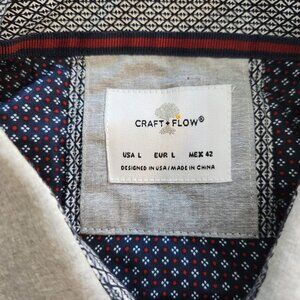 CRAFT+FLOW®
USA L EUR L MEX 42
DESIGNED IN USA/MADE IN CHINA